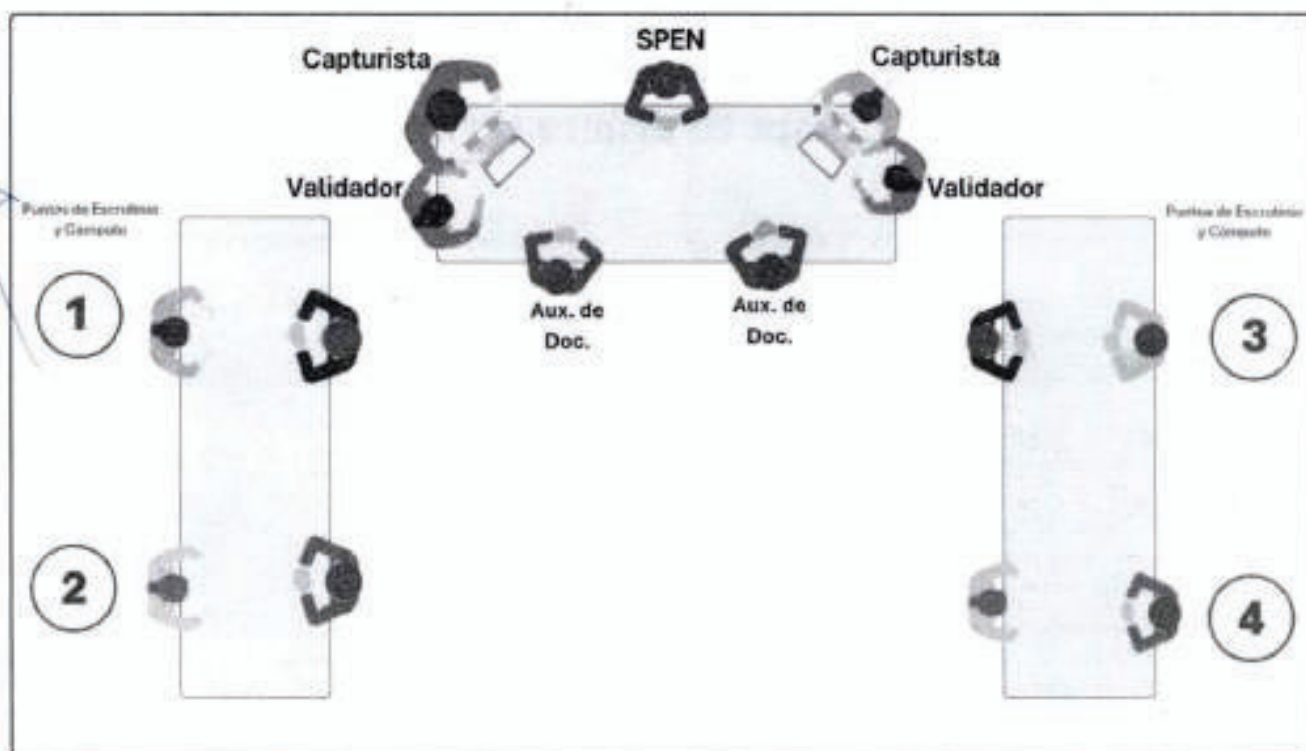 SPEN
Capturista
Capturista
Validador
Validador
Puntos de Escrutinio
y Cómputo
Puntos de Escrutinio
y Cómputo
1
Aux. de
Doc.
Aux. de
Doc.
3
2
4